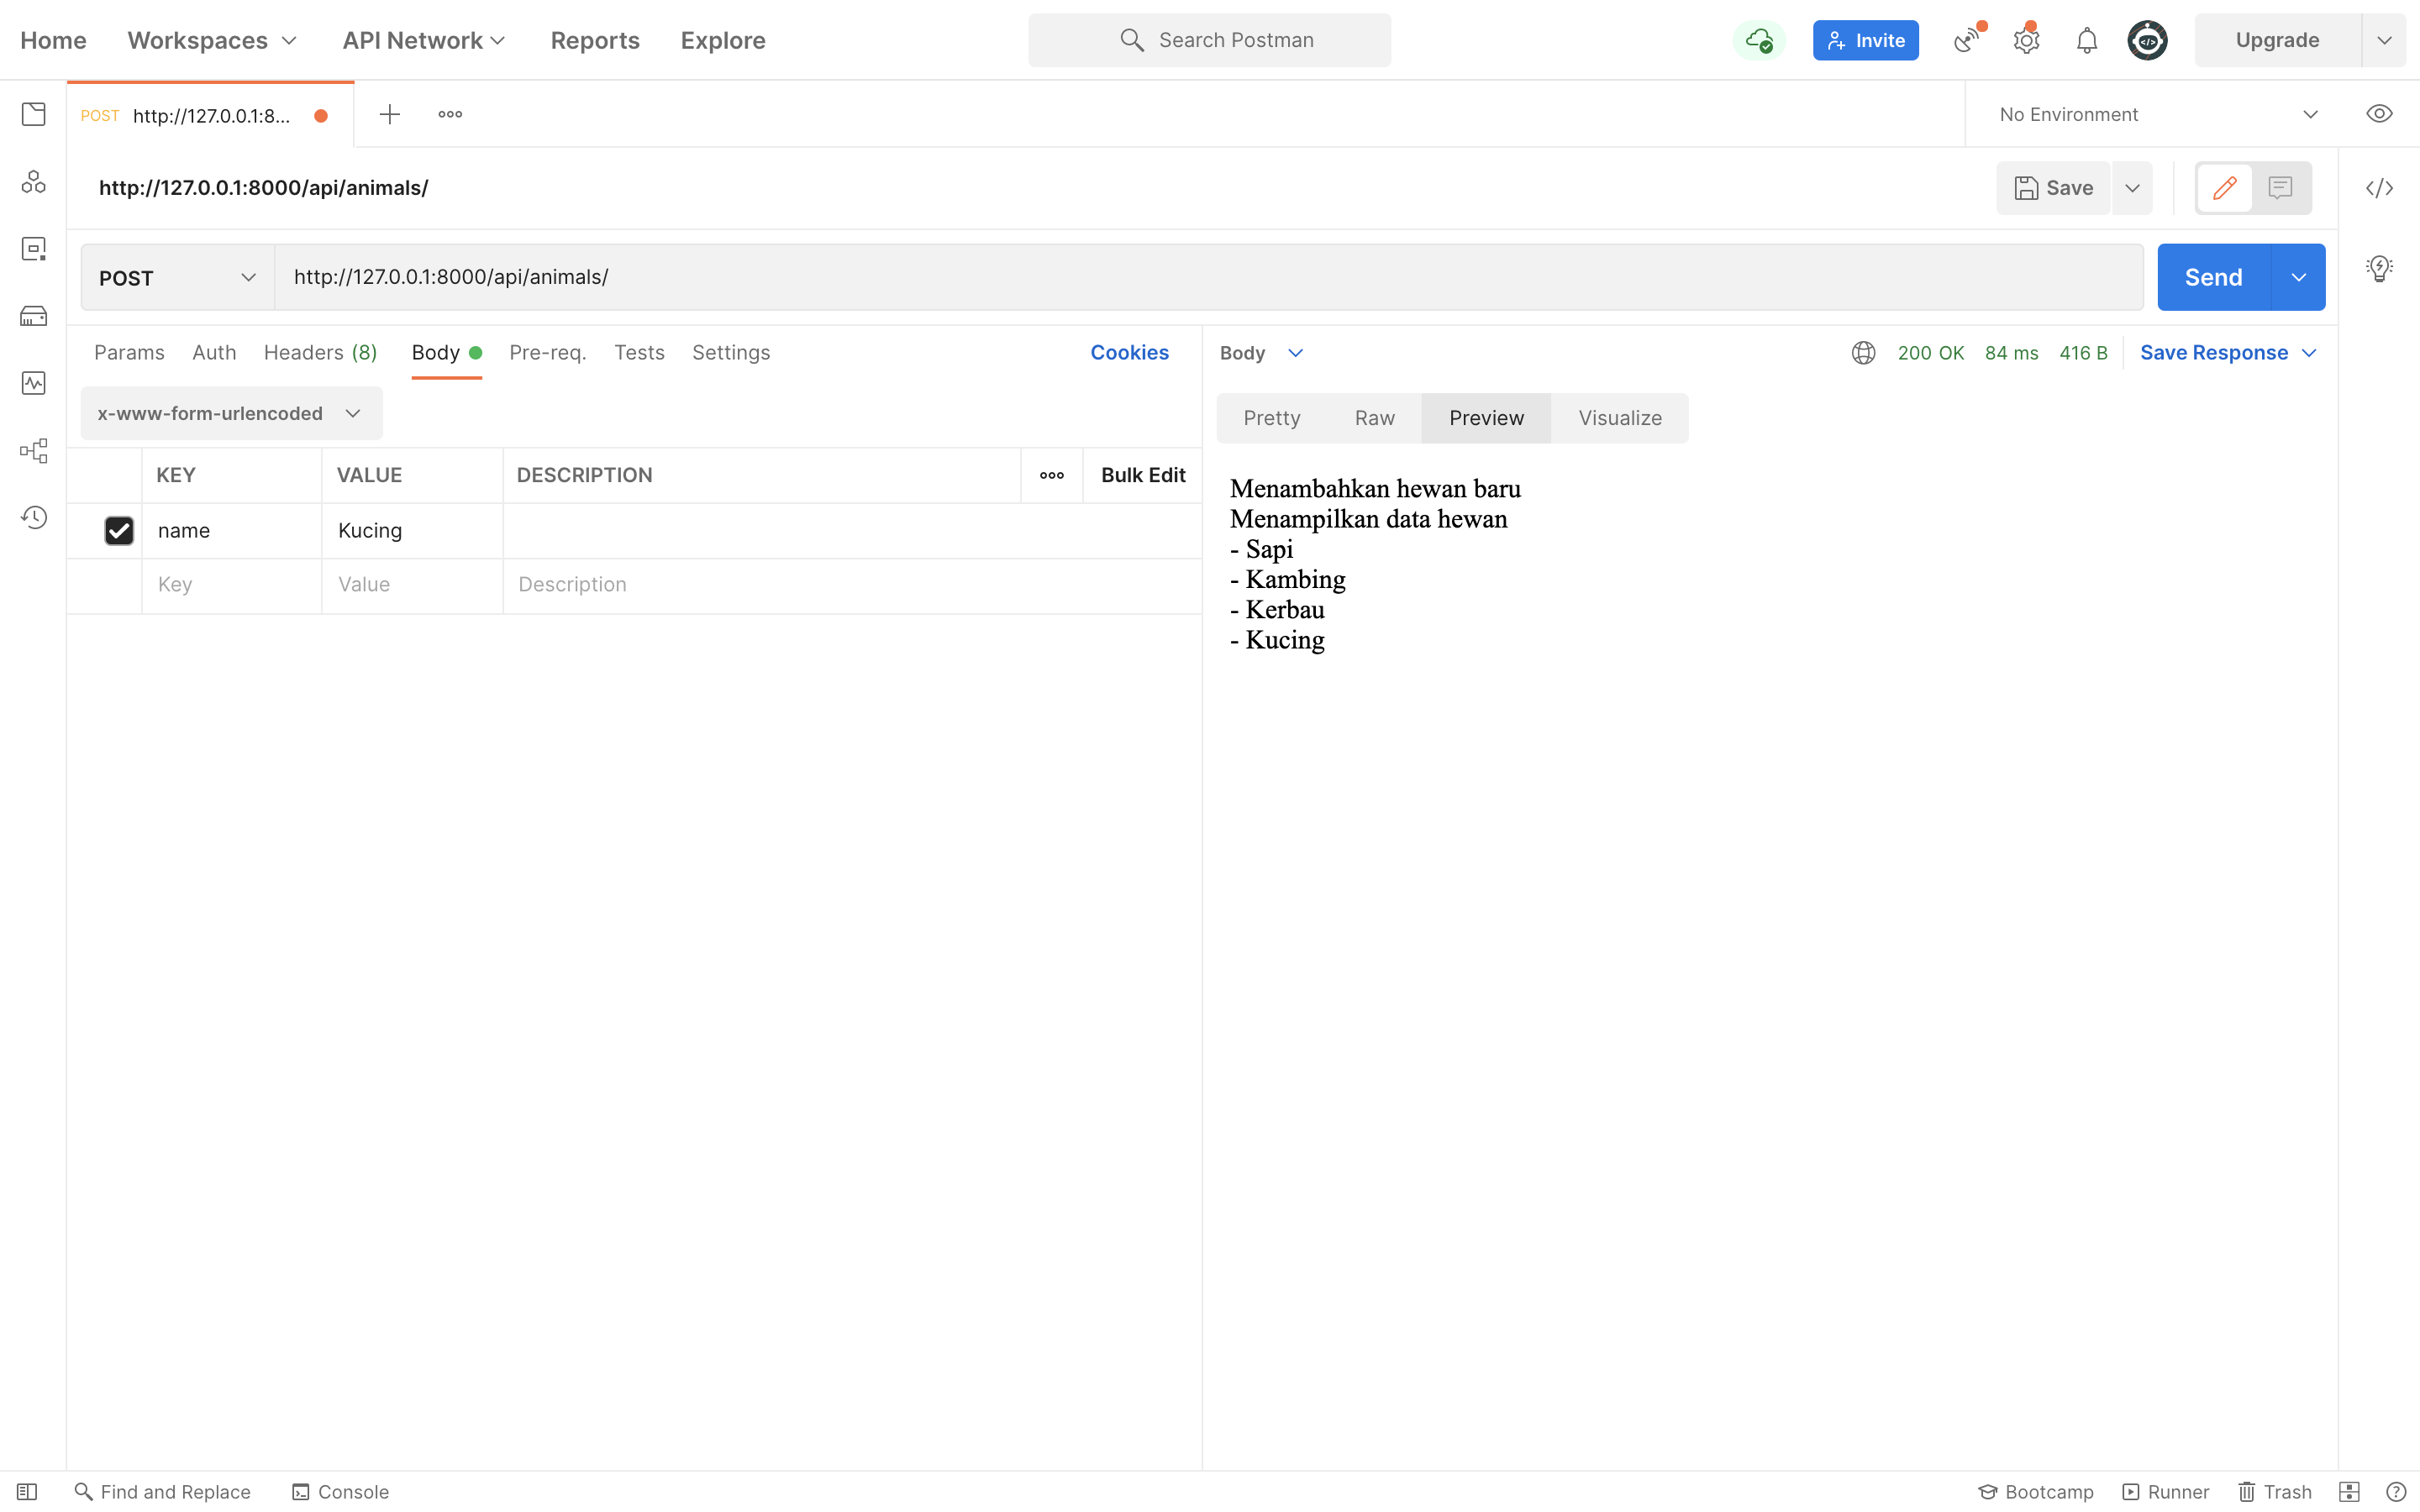 Home Workspaces API Network Reports Explore Search Postman Invite Upgrade
POST http://127.0.0.1:8... No Environment
http://127.0.0.1:8000/api/animals/ Save
POST http://127.0.0.1:8000/api/animals/ Send
Params Auth Headers (8) Body Pre-req. Tests Settings Cookies
x-www-form-urlencoded
KEY VALUE DESCRIPTION Bulk Edit
name Kucing
Key Value Description
Body 200 OK 84 ms 416 B Save Response
Pretty Raw Preview Visualize
Menambahkan hewan baru
Menampilkan data hewan
- Sapi
- Kambing
- Kerbau
- Kucing
Find and Replace Console Bootcamp Runner Trash